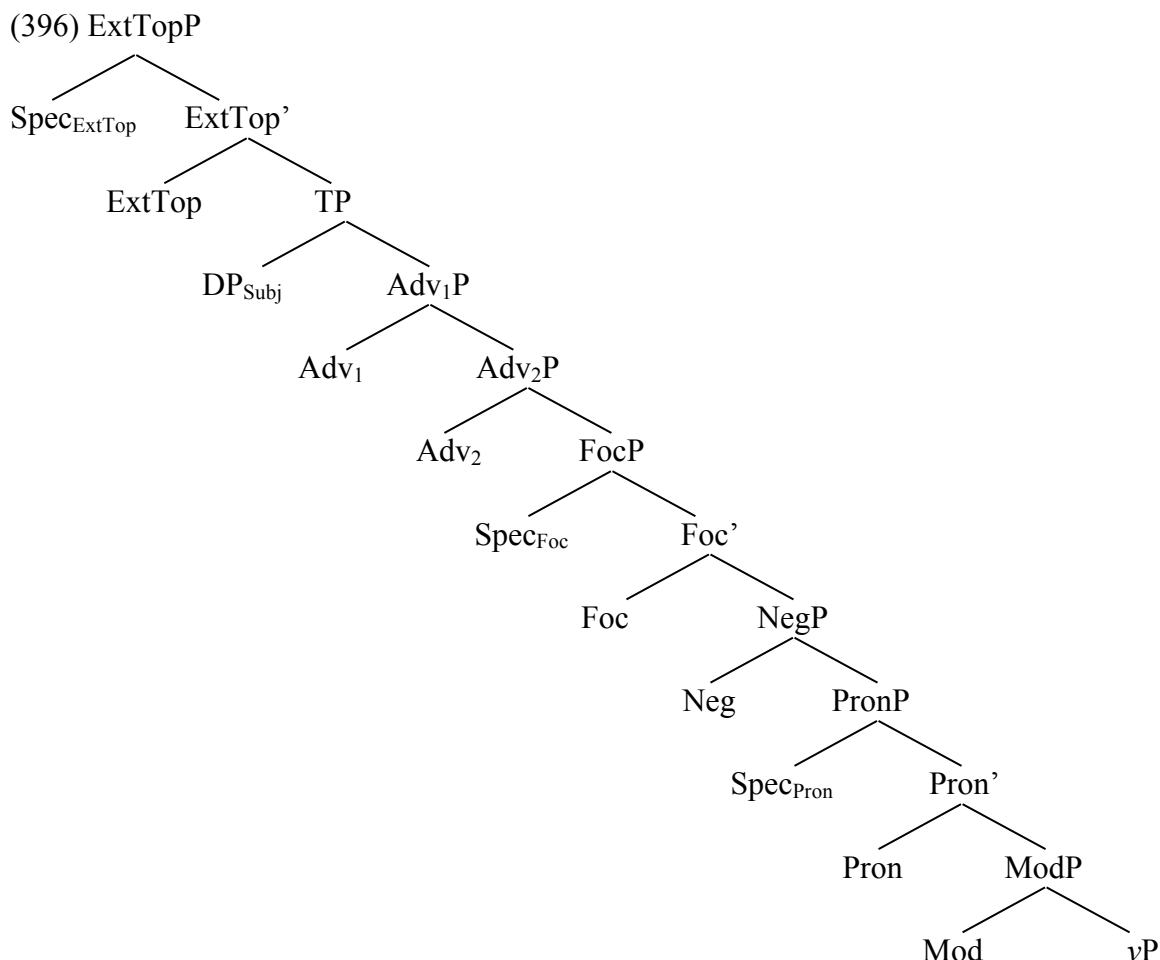 (396) ExtTopP
Spec_ExtTop ExtTop’
ExtTop TP
DP_Subj Adv₁P
Adv₁ Adv₂P
Adv₂ FocP
Spec_Foc Foc’
Foc NegP
Neg PronP
Spec_Pron Pron’
Pron ModP
Mod vP